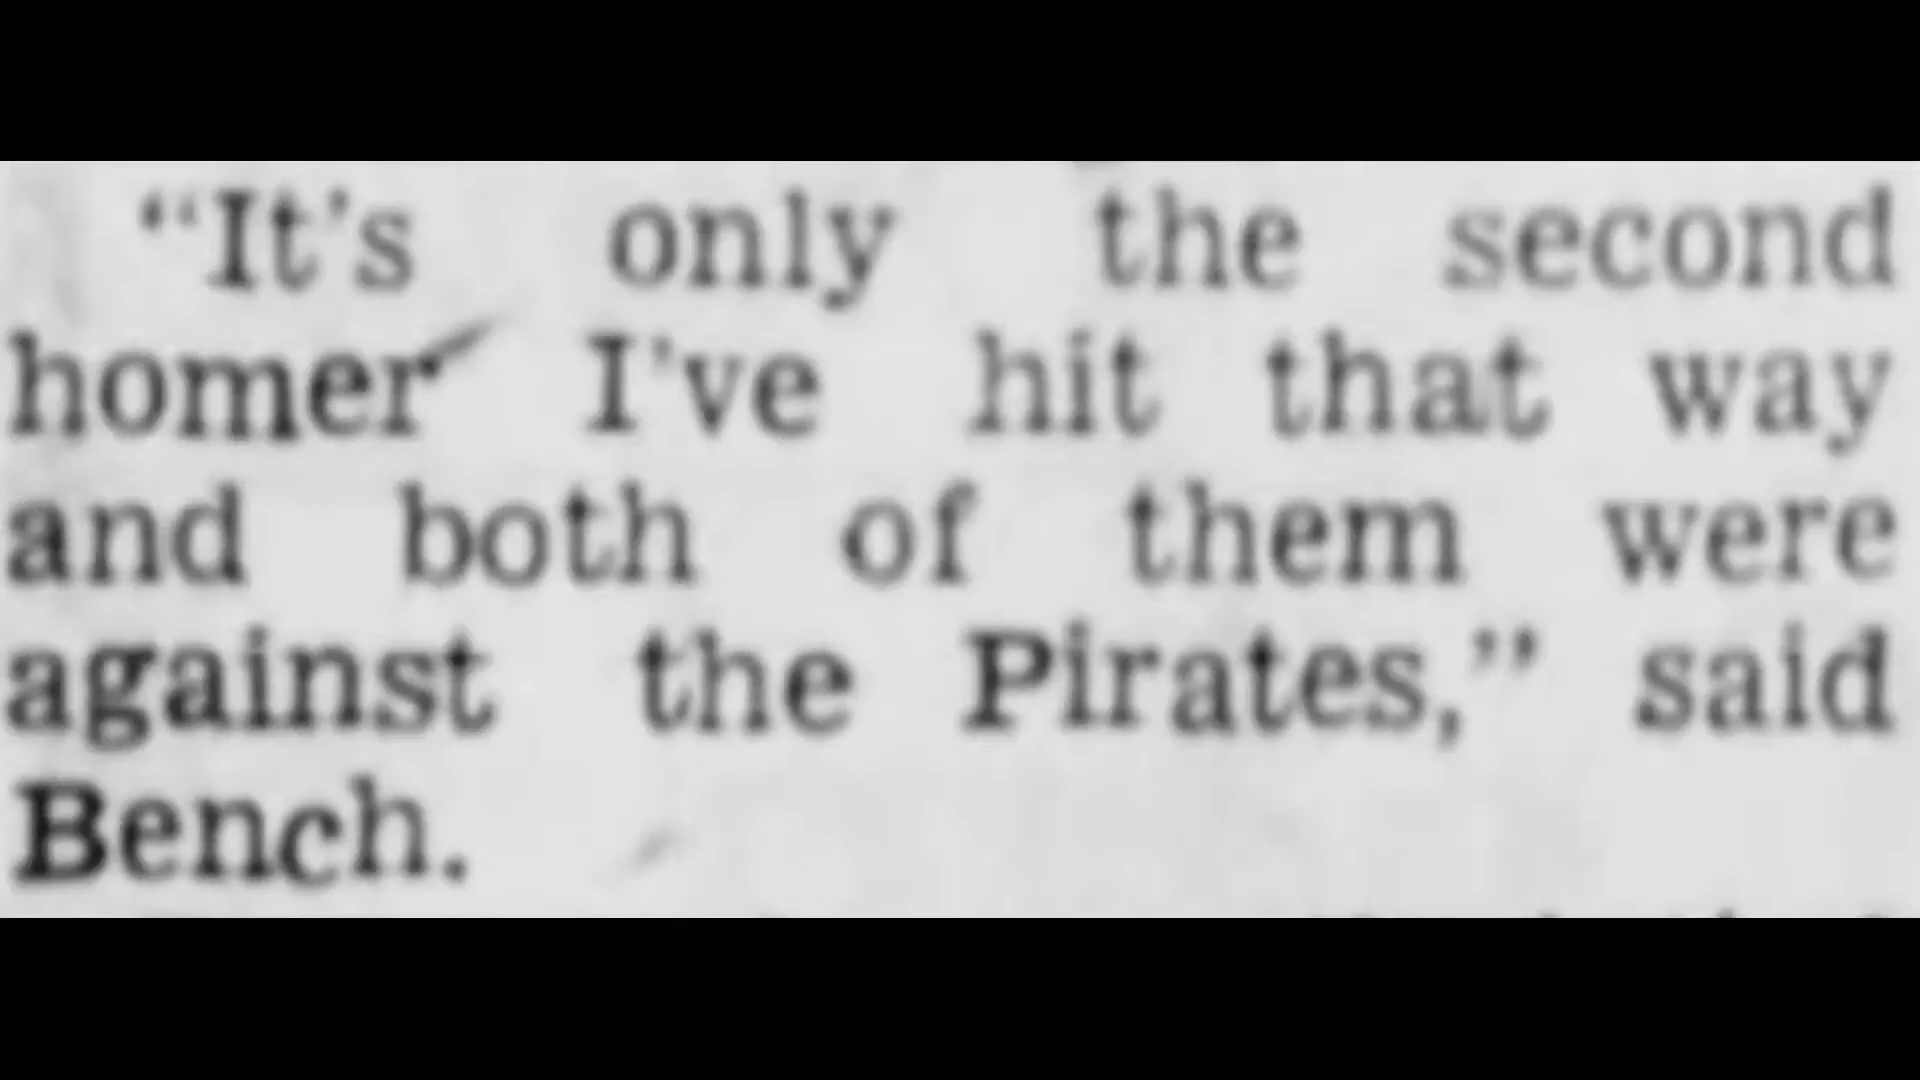 “It's only the second
homer I've hit that way
and both of them were
against the Pirates,” said
Bench.